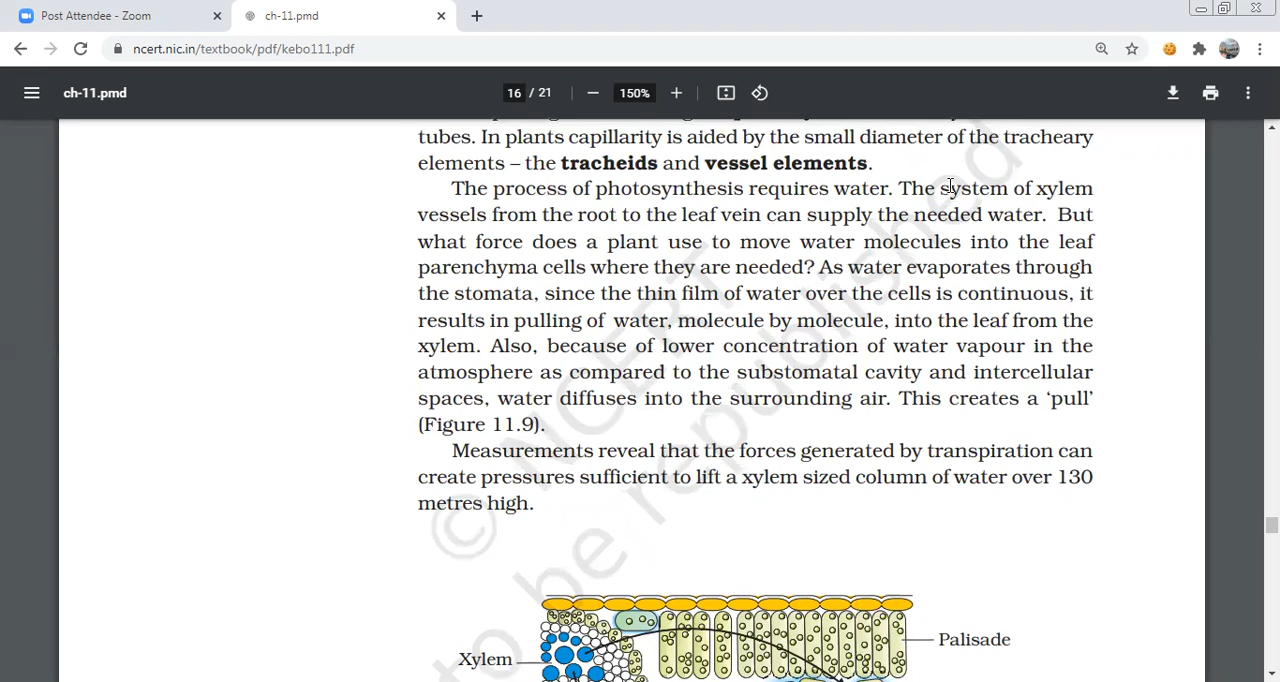 Post Attendee - Zoom
ch-11.pmd
ncert.nic.in/textbook/pdf/kebo111.pdf
ch-11.pmd
16 / 21
150%
tubes. In plants capillarity is aided by the small diameter of the tracheary
elements – the tracheids and vessel elements.
The process of photosynthesis requires water. The system of xylem
vessels from the root to the leaf vein can supply the needed water. But
what force does a plant use to move water molecules into the leaf
parenchyma cells where they are needed? As water evaporates through
the stomata, since the thin film of water over the cells is continuous, it
results in pulling of water, molecule by molecule, into the leaf from the
xylem. Also, because of lower concentration of water vapour in the
atmosphere as compared to the substomatal cavity and intercellular
spaces, water diffuses into the surrounding air. This creates a ‘pull’
(Figure 11.9).
Measurements reveal that the forces generated by transpiration can
create pressures sufficient to lift a xylem sized column of water over 130
metres high.
Palisade
Xylem
© NCERT
to be republished